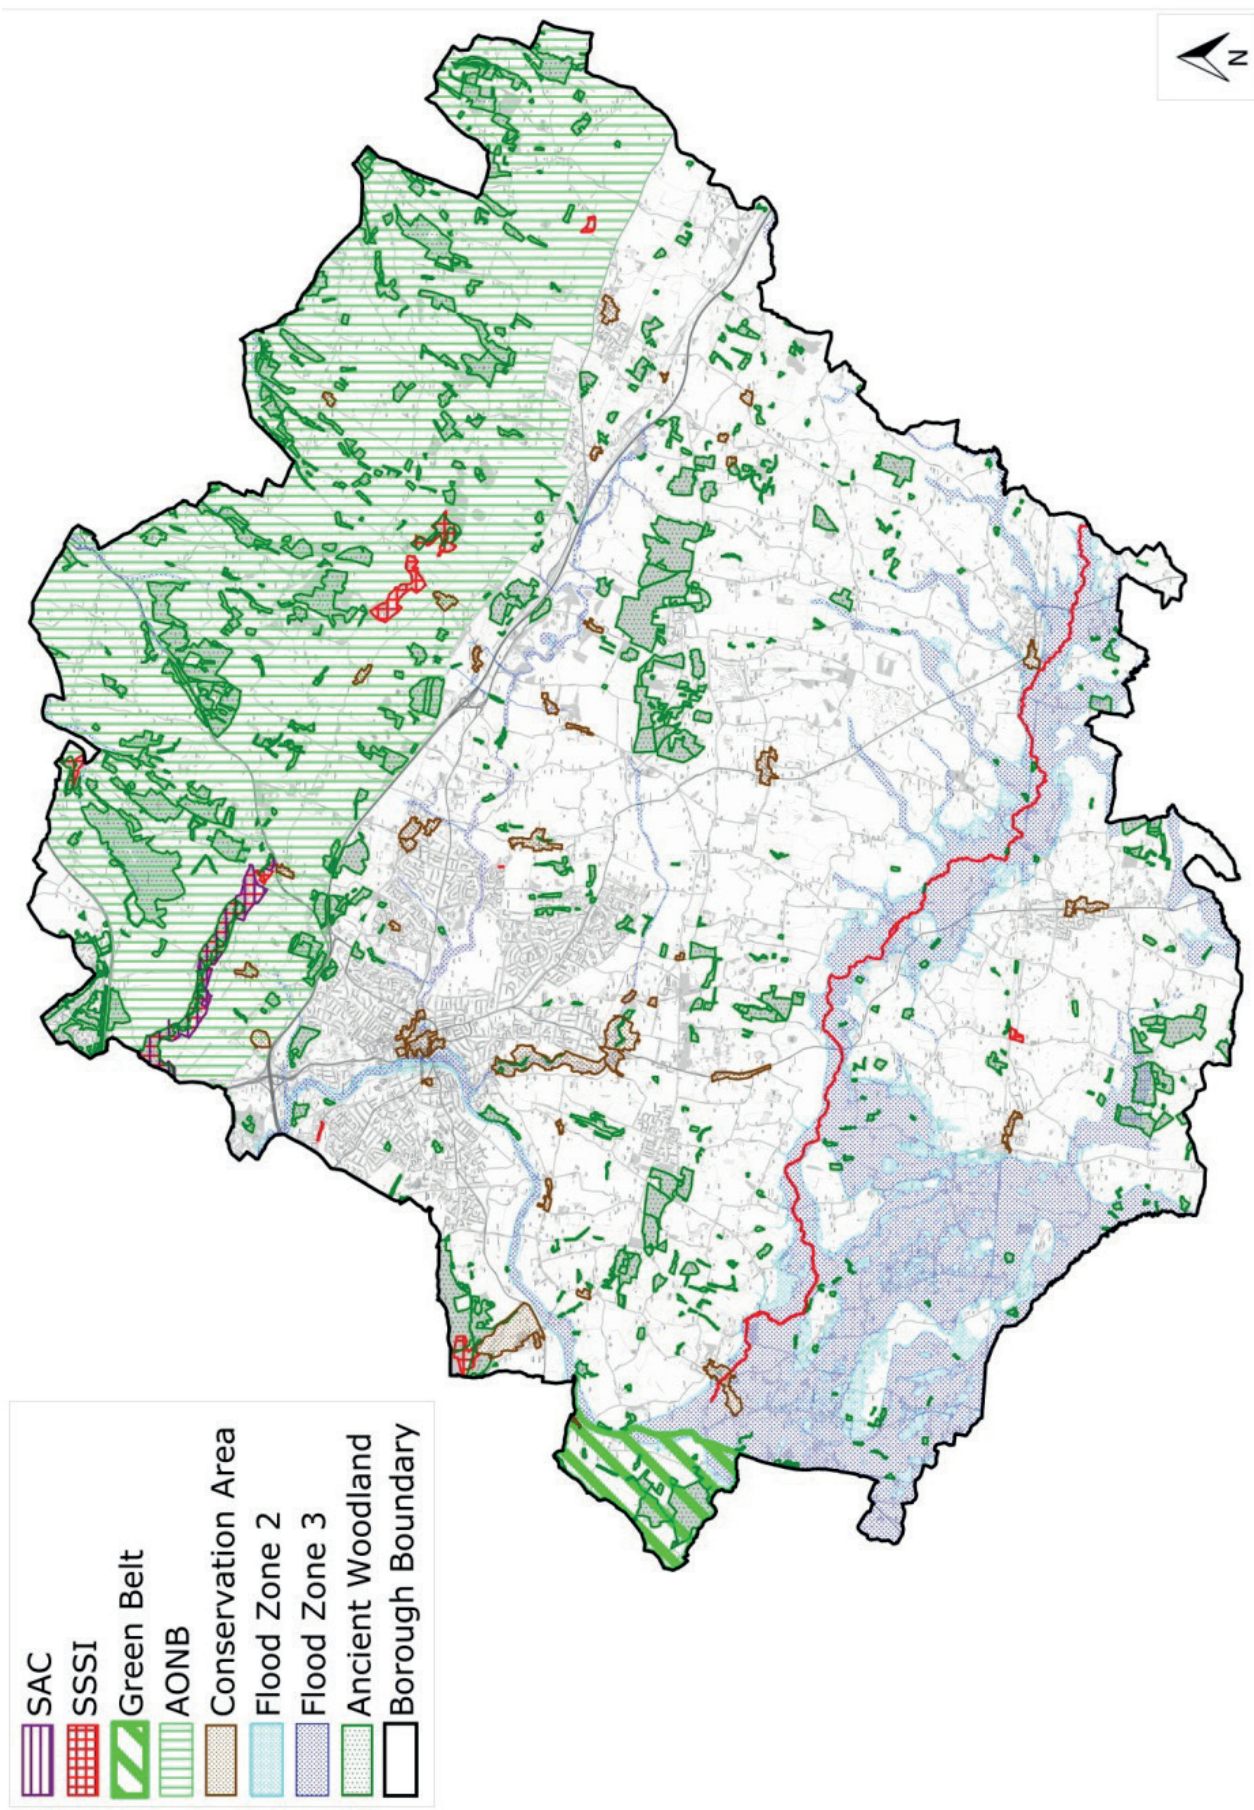 SAC
SSSI
Green Belt
AONB
Conservation Area
Flood Zone 2
Flood Zone 3
Ancient Woodland
Borough Boundary
N